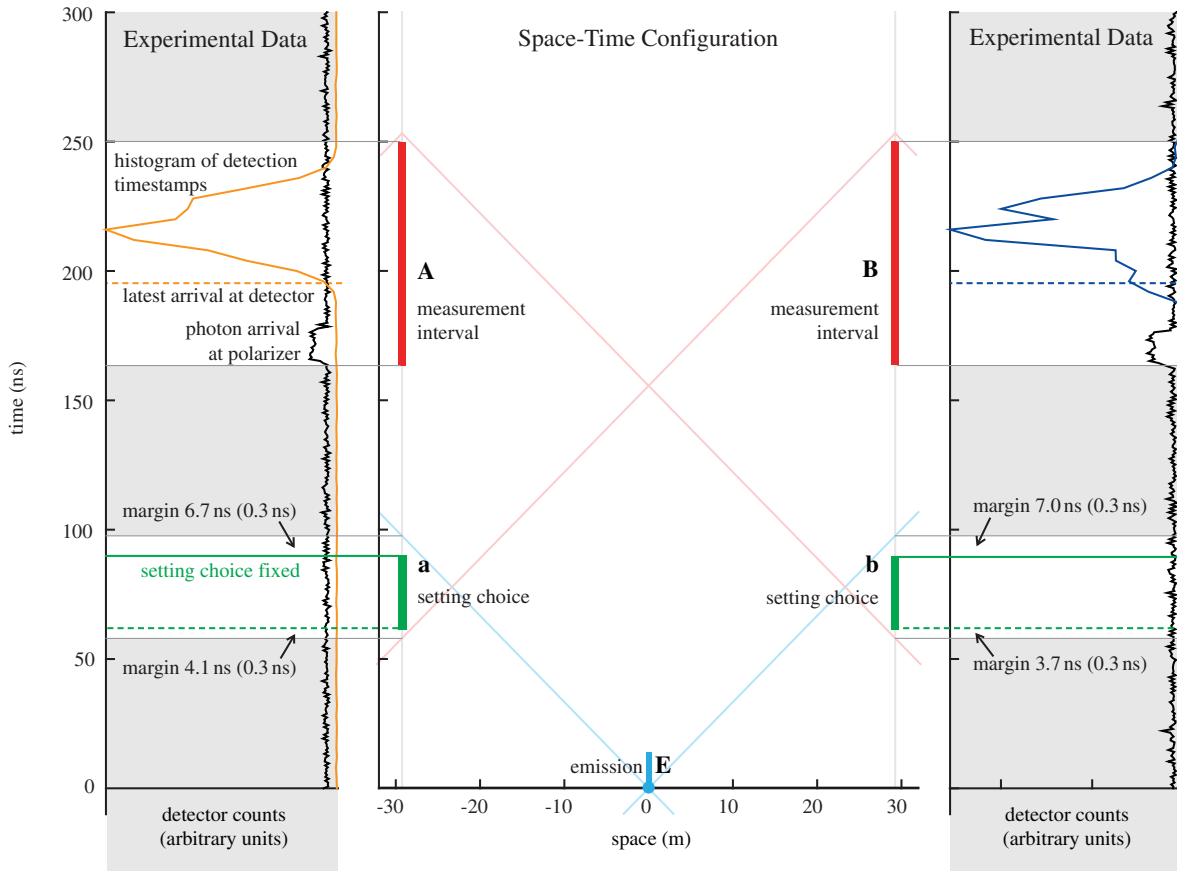 300
250
200
150
100
50
0
time (ns)
Experimental Data
histogram of detection
timestamps
latest arrival at detector
photon arrival
at polarizer
margin 6.7 ns (0.3 ns)
setting choice fixed
margin 4.1 ns (0.3 ns)
detector counts
(arbitrary units)
Space-Time Configuration
A
measurement
interval
B
measurement
interval
a
setting choice
b
setting choice
emission E
-30 -20 -10 0 10 20 30
space (m)
Experimental Data
margin 7.0 ns (0.3 ns)
margin 3.7 ns (0.3 ns)
detector counts
(arbitrary units)